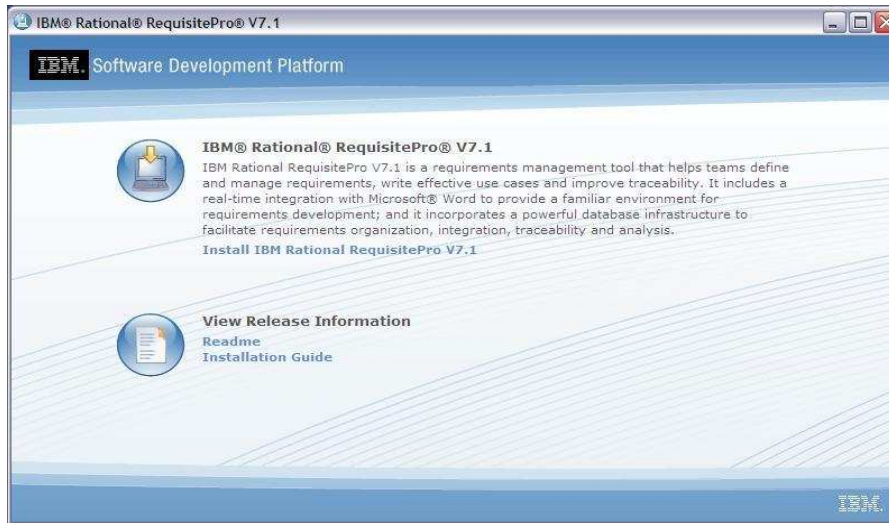 IBM® Rational® RequisitePro® V7.1
IBM. Software Development Platform
IBM® Rational® RequisitePro® V7.1
IBM Rational RequisitePro V7.1 is a requirements management tool that helps teams define
and manage requirements, write effective use cases and improve traceability. It includes a
real-time integration with Microsoft® Word to provide a familiar environment for
requirements development; and it incorporates a powerful database infrastructure to
facilitate requirements organization, integration, traceability and analysis.
Install IBM Rational RequisitePro V7.1
View Release Information
Readme
Installation Guide
IBM.